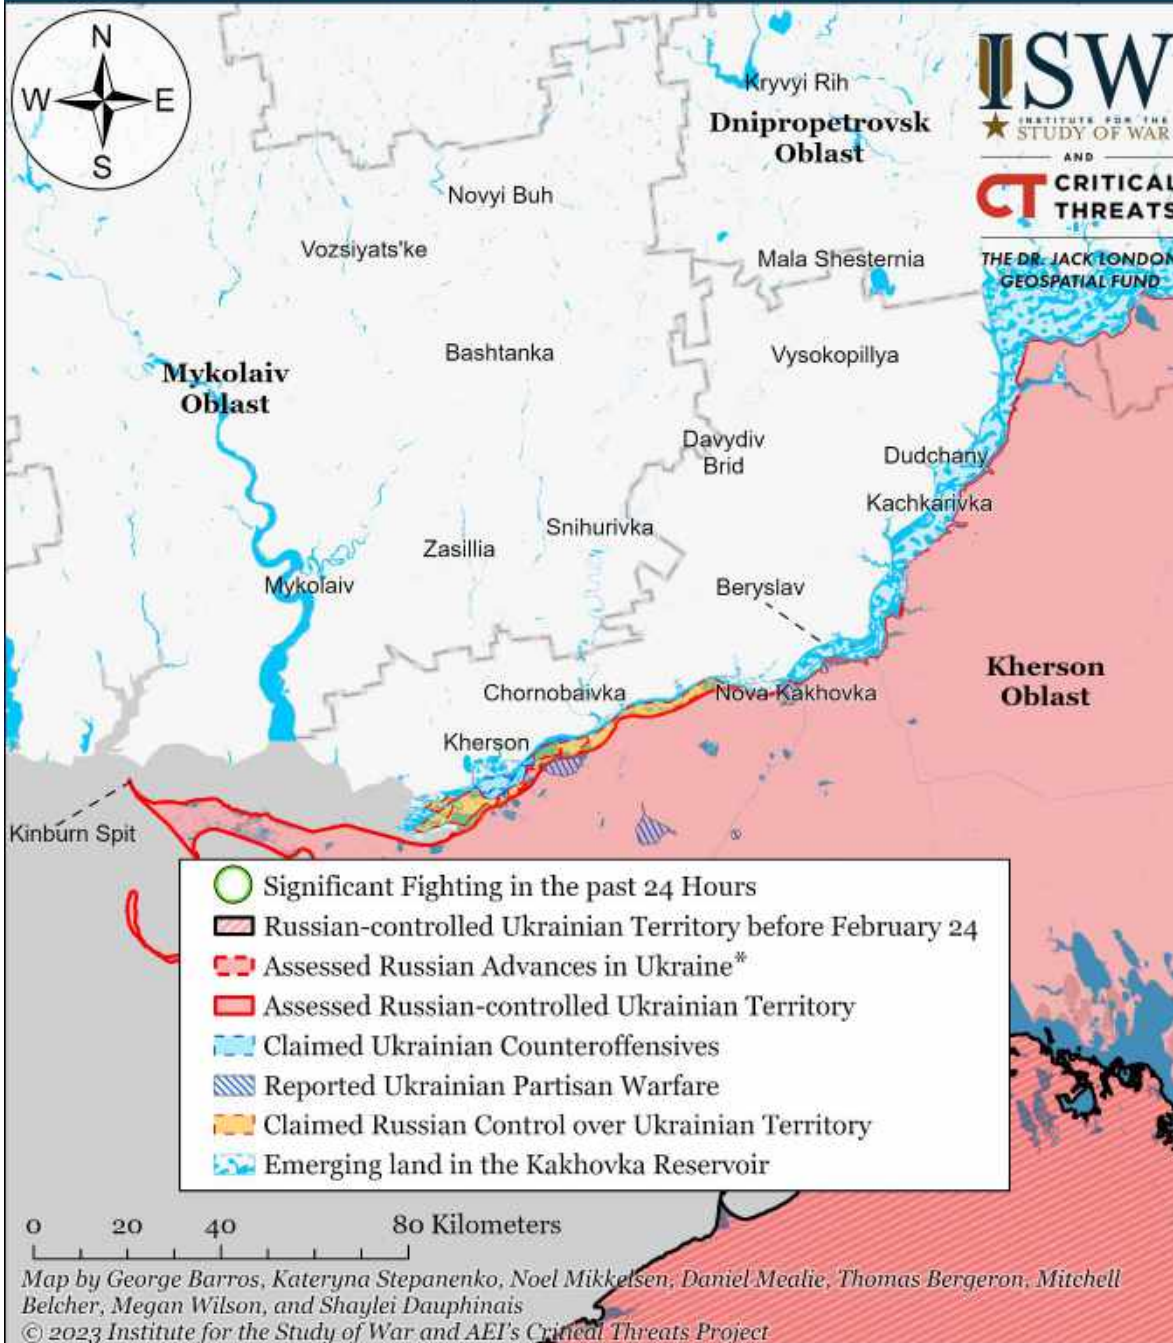 N
W
E
S
ISW
INSTITUTE FOR THE
STUDY OF WAR
AND
CT CRITICAL
THREATS
THE DR. JACK LONDON
GEOSPATIAL FUND
Kryvyi Rih
Dnipropetrovsk
Oblast
Novyi Buh
Vozsiyats'ke
Mala Shesternia
Bashtanka
Vysokopillya
Mykolaiv
Oblast
Davydiv
Brid
Dudchany
Kachkarivka
Snihurivka
Zasillia
Mykolaiv
Beryslav
Kherson
Oblast
Chornobaivka
Nova Kakhovka
Kherson
Kinburn Spit
Significant Fighting in the past 24 Hours
Russian-controlled Ukrainian Territory before February 24
Assessed Russian Advances in Ukraine*
Assessed Russian-controlled Ukrainian Territory
Claimed Ukrainian Counteroffensives
Reported Ukrainian Partisan Warfare
Claimed Russian Control over Ukrainian Territory
Emerging land in the Kakhovka Reservoir
0 20 40 80 Kilometers
Map by George Barros, Kateryna Stepanenko, Noel Mikkelsen, Daniel Mealie, Thomas Bergeron, Mitchell
Belcher, Megan Wilson, and Shaylei Dauphinais
© 2023 Institute for the Study of War and AEI's Critical Threats Project